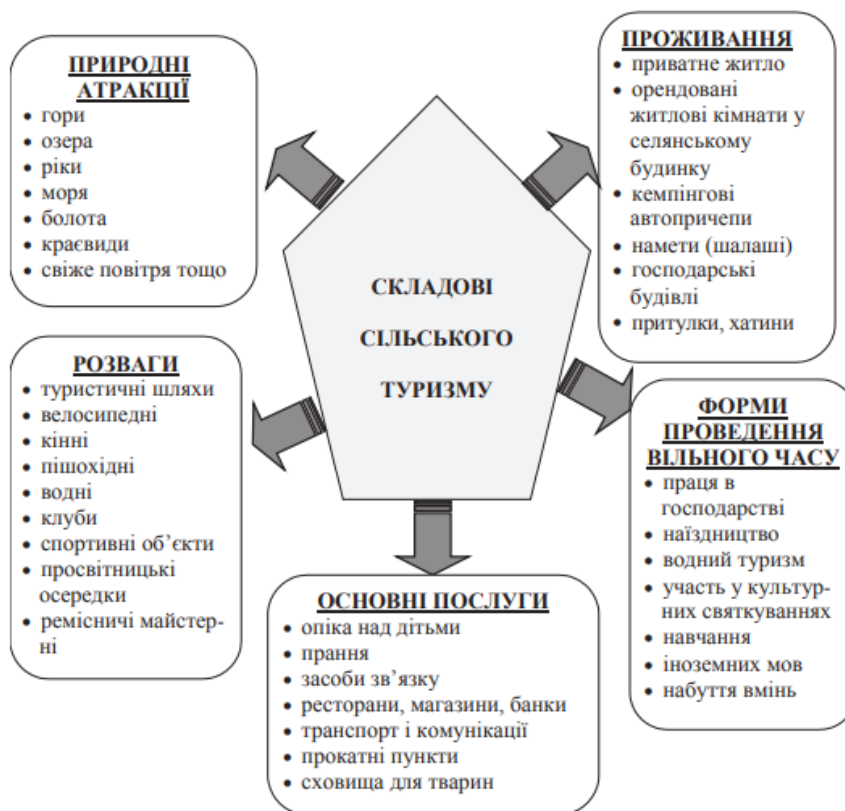 ПРИРОДНІ
АТРАКЦІЇ
• гори
• озера
• ріки
• моря
• болота
• краєвиди
• свіже повітря тощо
ПРОЖИВАННЯ
• приватне житло
• орендовані
житлові кімнати у
селянському
будинку
• кемпінгові
автопричепи
• намети (шалаші)
• господарські
будівлі
• притулки, хатини
СКЛАДОВІ
СІЛЬСЬКОГО
ТУРИЗМУ
РОЗВАГИ
• туристичні шляхи
• велосипедні
• кінні
• пішохідні
• водні
• клуби
• спортивні об’єкти
• просвітницькі
осередки
• ремісничі майстер-
ні
ФОРМИ
ПРОВЕДЕННЯ
ВІЛЬНОГО ЧАСУ
• праця в
господарстві
• наїздництво
• водний туризм
• участь у культур-
них святкуваннях
• навчання
• іноземних мов
• набуття вмінь
ОСНОВНІ ПОСЛУГИ
• опіка над дітьми
• прання
• засоби зв’язку
• ресторани, магазини, банки
• транспорт і комунікації
• прокатні пункти
• сховища для тварин